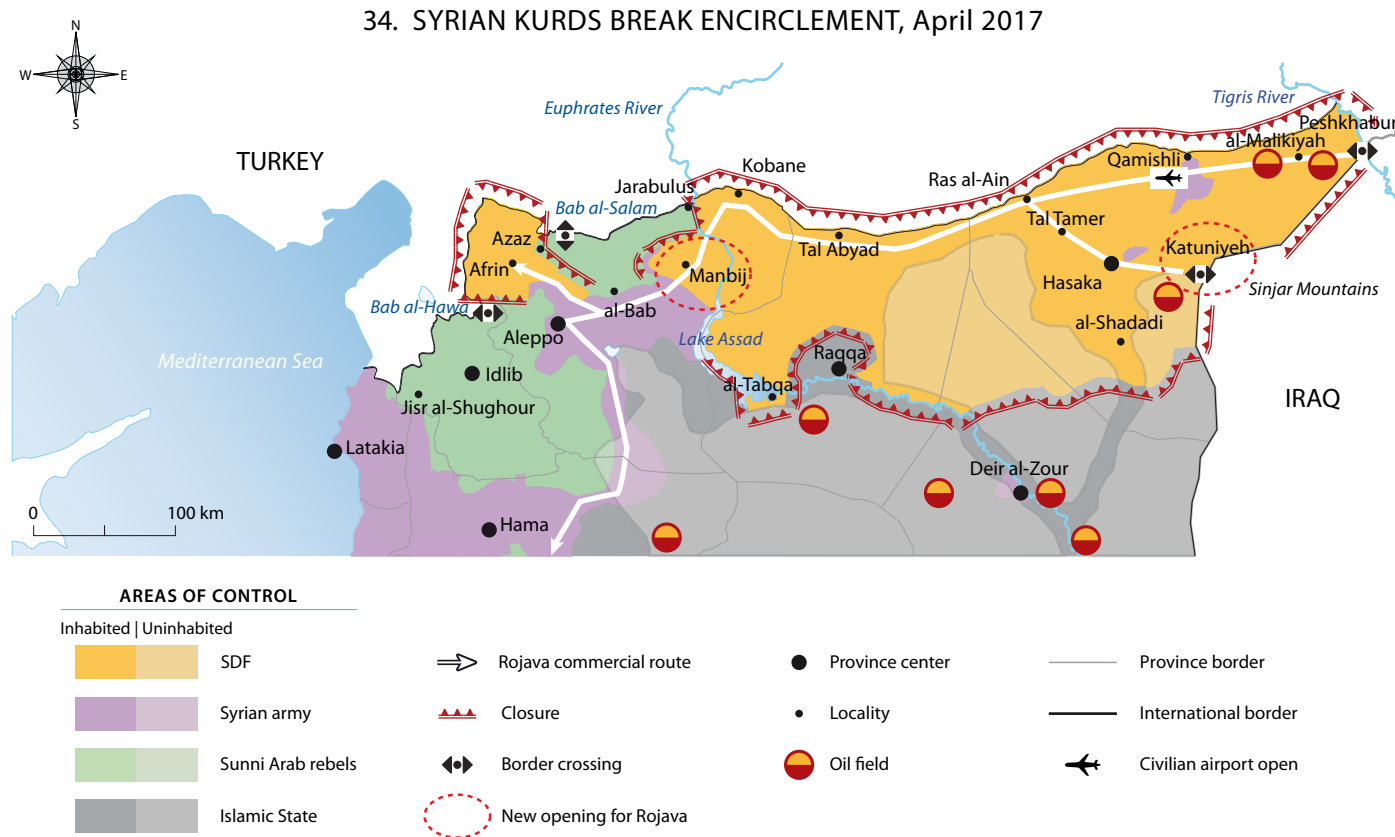 34. SYRIAN KURDS BREAK ENCIRCLEMENT, April 2017
N
W E
S
Euphrates River
Tigris River
Peshkhabur
al-Malikiyah
TURKEY
Qamishli
Kobane
Ras al-Ain
Jarabulus
Bab al-Salam
Tal Tamer
Azaz
Tal Abyad
Katuniyeh
Afrin
Manbij
Hasaka
Sinjar Mountains
Bab al-Hawa
al-Bab
al-Shadadi
Aleppo
Lake Assad
Mediterranean Sea
Raqqa
Idlib
al-Tabqa
IRAQ
Jisr al-Shughour
Latakia
Deir al-Zour
0 100 km
Hama
AREAS OF CONTROL
Inhabited | Uninhabited
SDF
Rojava commercial route
Province center
Province border
Syrian army
Closure
Locality
International border
Sunni Arab rebels
Border crossing
Oil field
Civilian airport open
Islamic State
New opening for Rojava